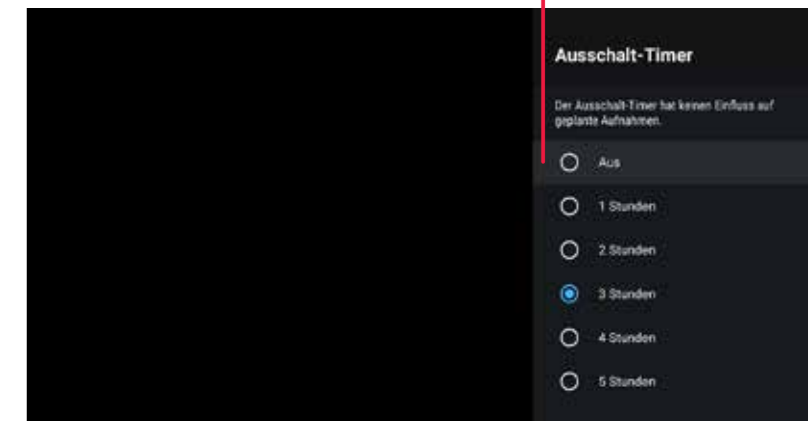 Ausschalt-Timer
Der Ausschalt-Timer hat keinen Einfluss auf
geplante Aufnahmen.
Aus
1 Stunden
2 Stunden
3 Stunden
4 Stunden
5 Stunden